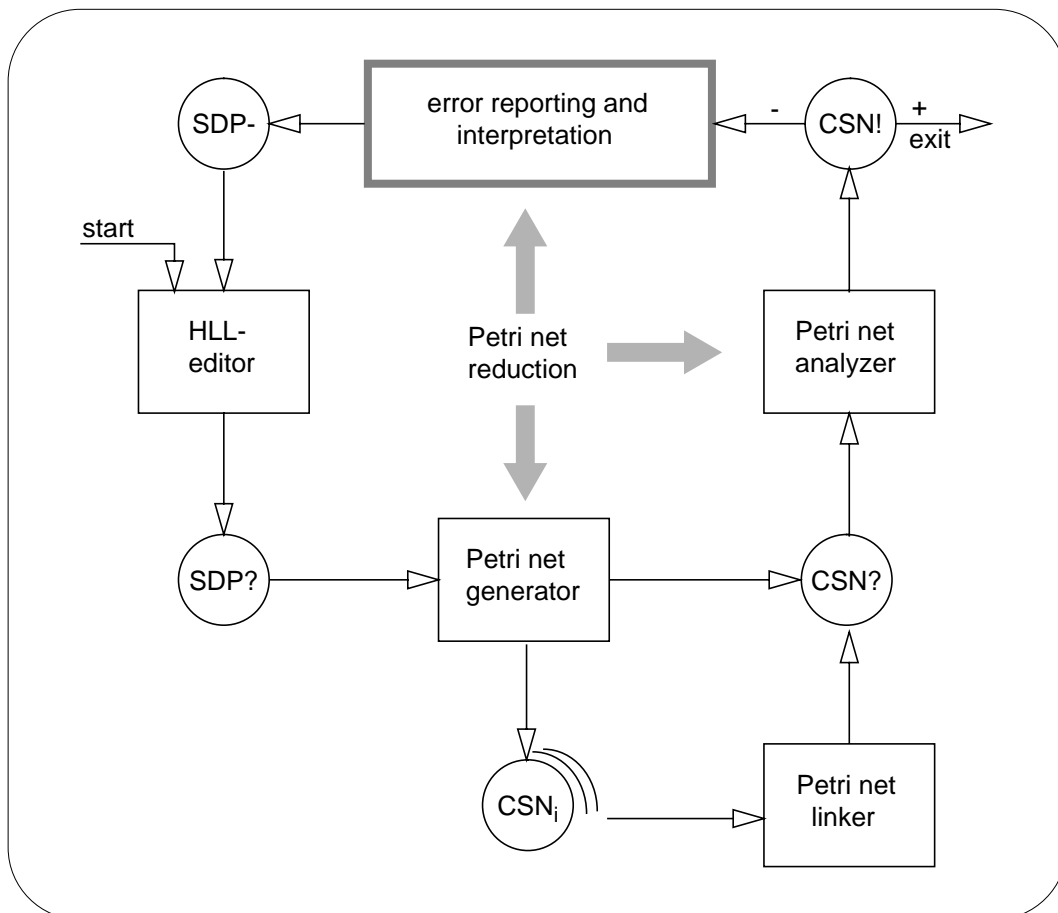 SDP-
error reporting and
interpretation
-
CSN!
+
exit
start
HLL-
editor
Petri net
reduction
Petri net
analyzer
SDP?
Petri net
generator
CSN?
CSNi
Petri net
linker